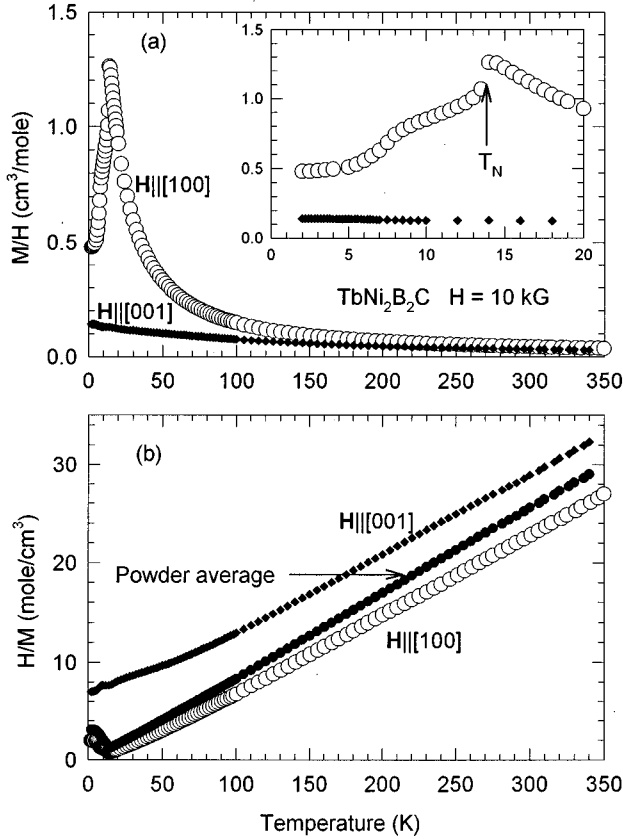 (a)
1.5
1.0
0.5
0.0
M/H (cm³/mole)
H||[100]
H||[001]
1.5
1.0
0.5
0.0
T_N
0 5 10 15 20
TbNi₂B₂C H = 10 kG
0 50 100 150 200 250 300 350
(b)
30
20
10
0
H/M (mole/cm³)
H||[001]
Powder average
H||[100]
0 50 100 150 200 250 300 350
Temperature (K)